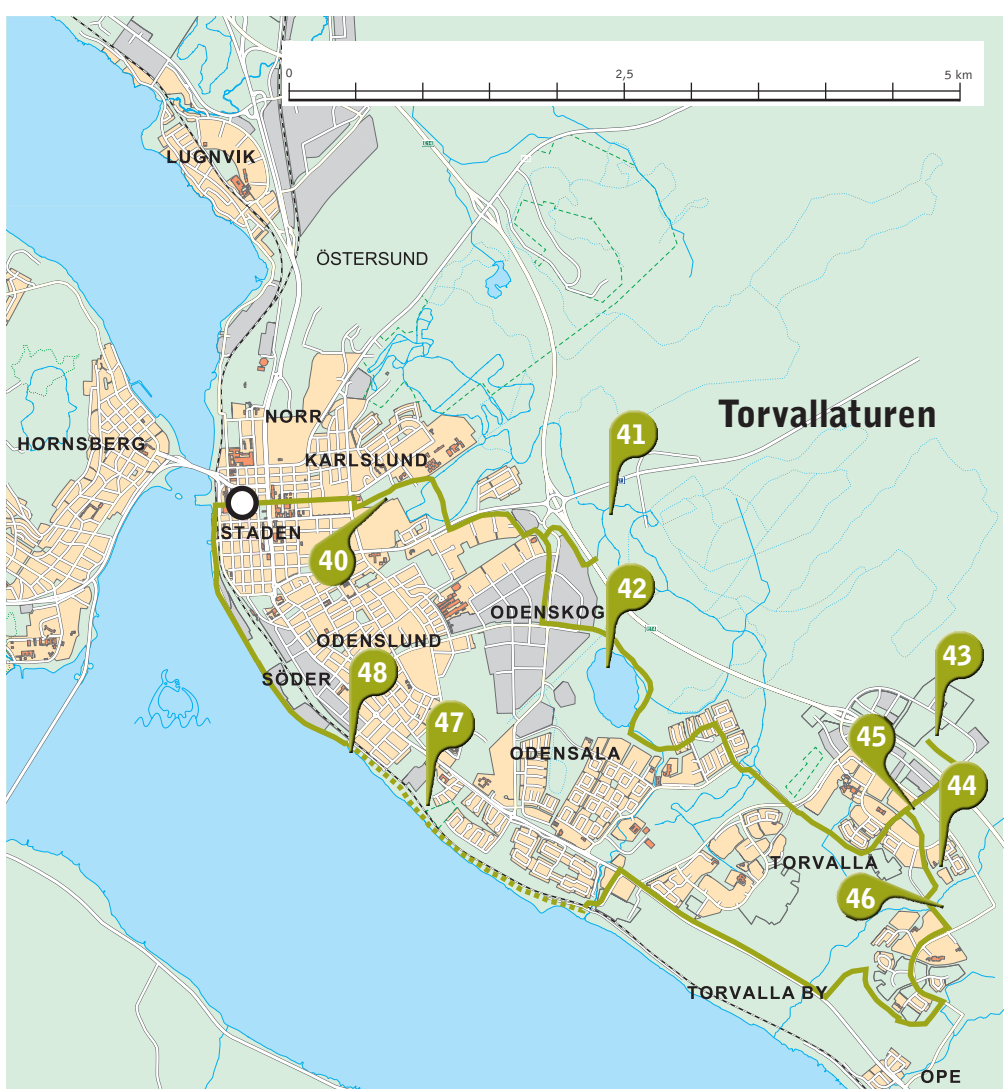 0
2,5
5 km
LUGNVIK
ÖSTERSUND
Torvallaturen
NORR
41
HORNSBERG
KARLSLUND
STADEN
40
42
ODENSKOG
ODENSLUND
48
43
SÖDER
47
45
ODENSALA
44
TORVALLA
46
TORVALLA BY
OPE